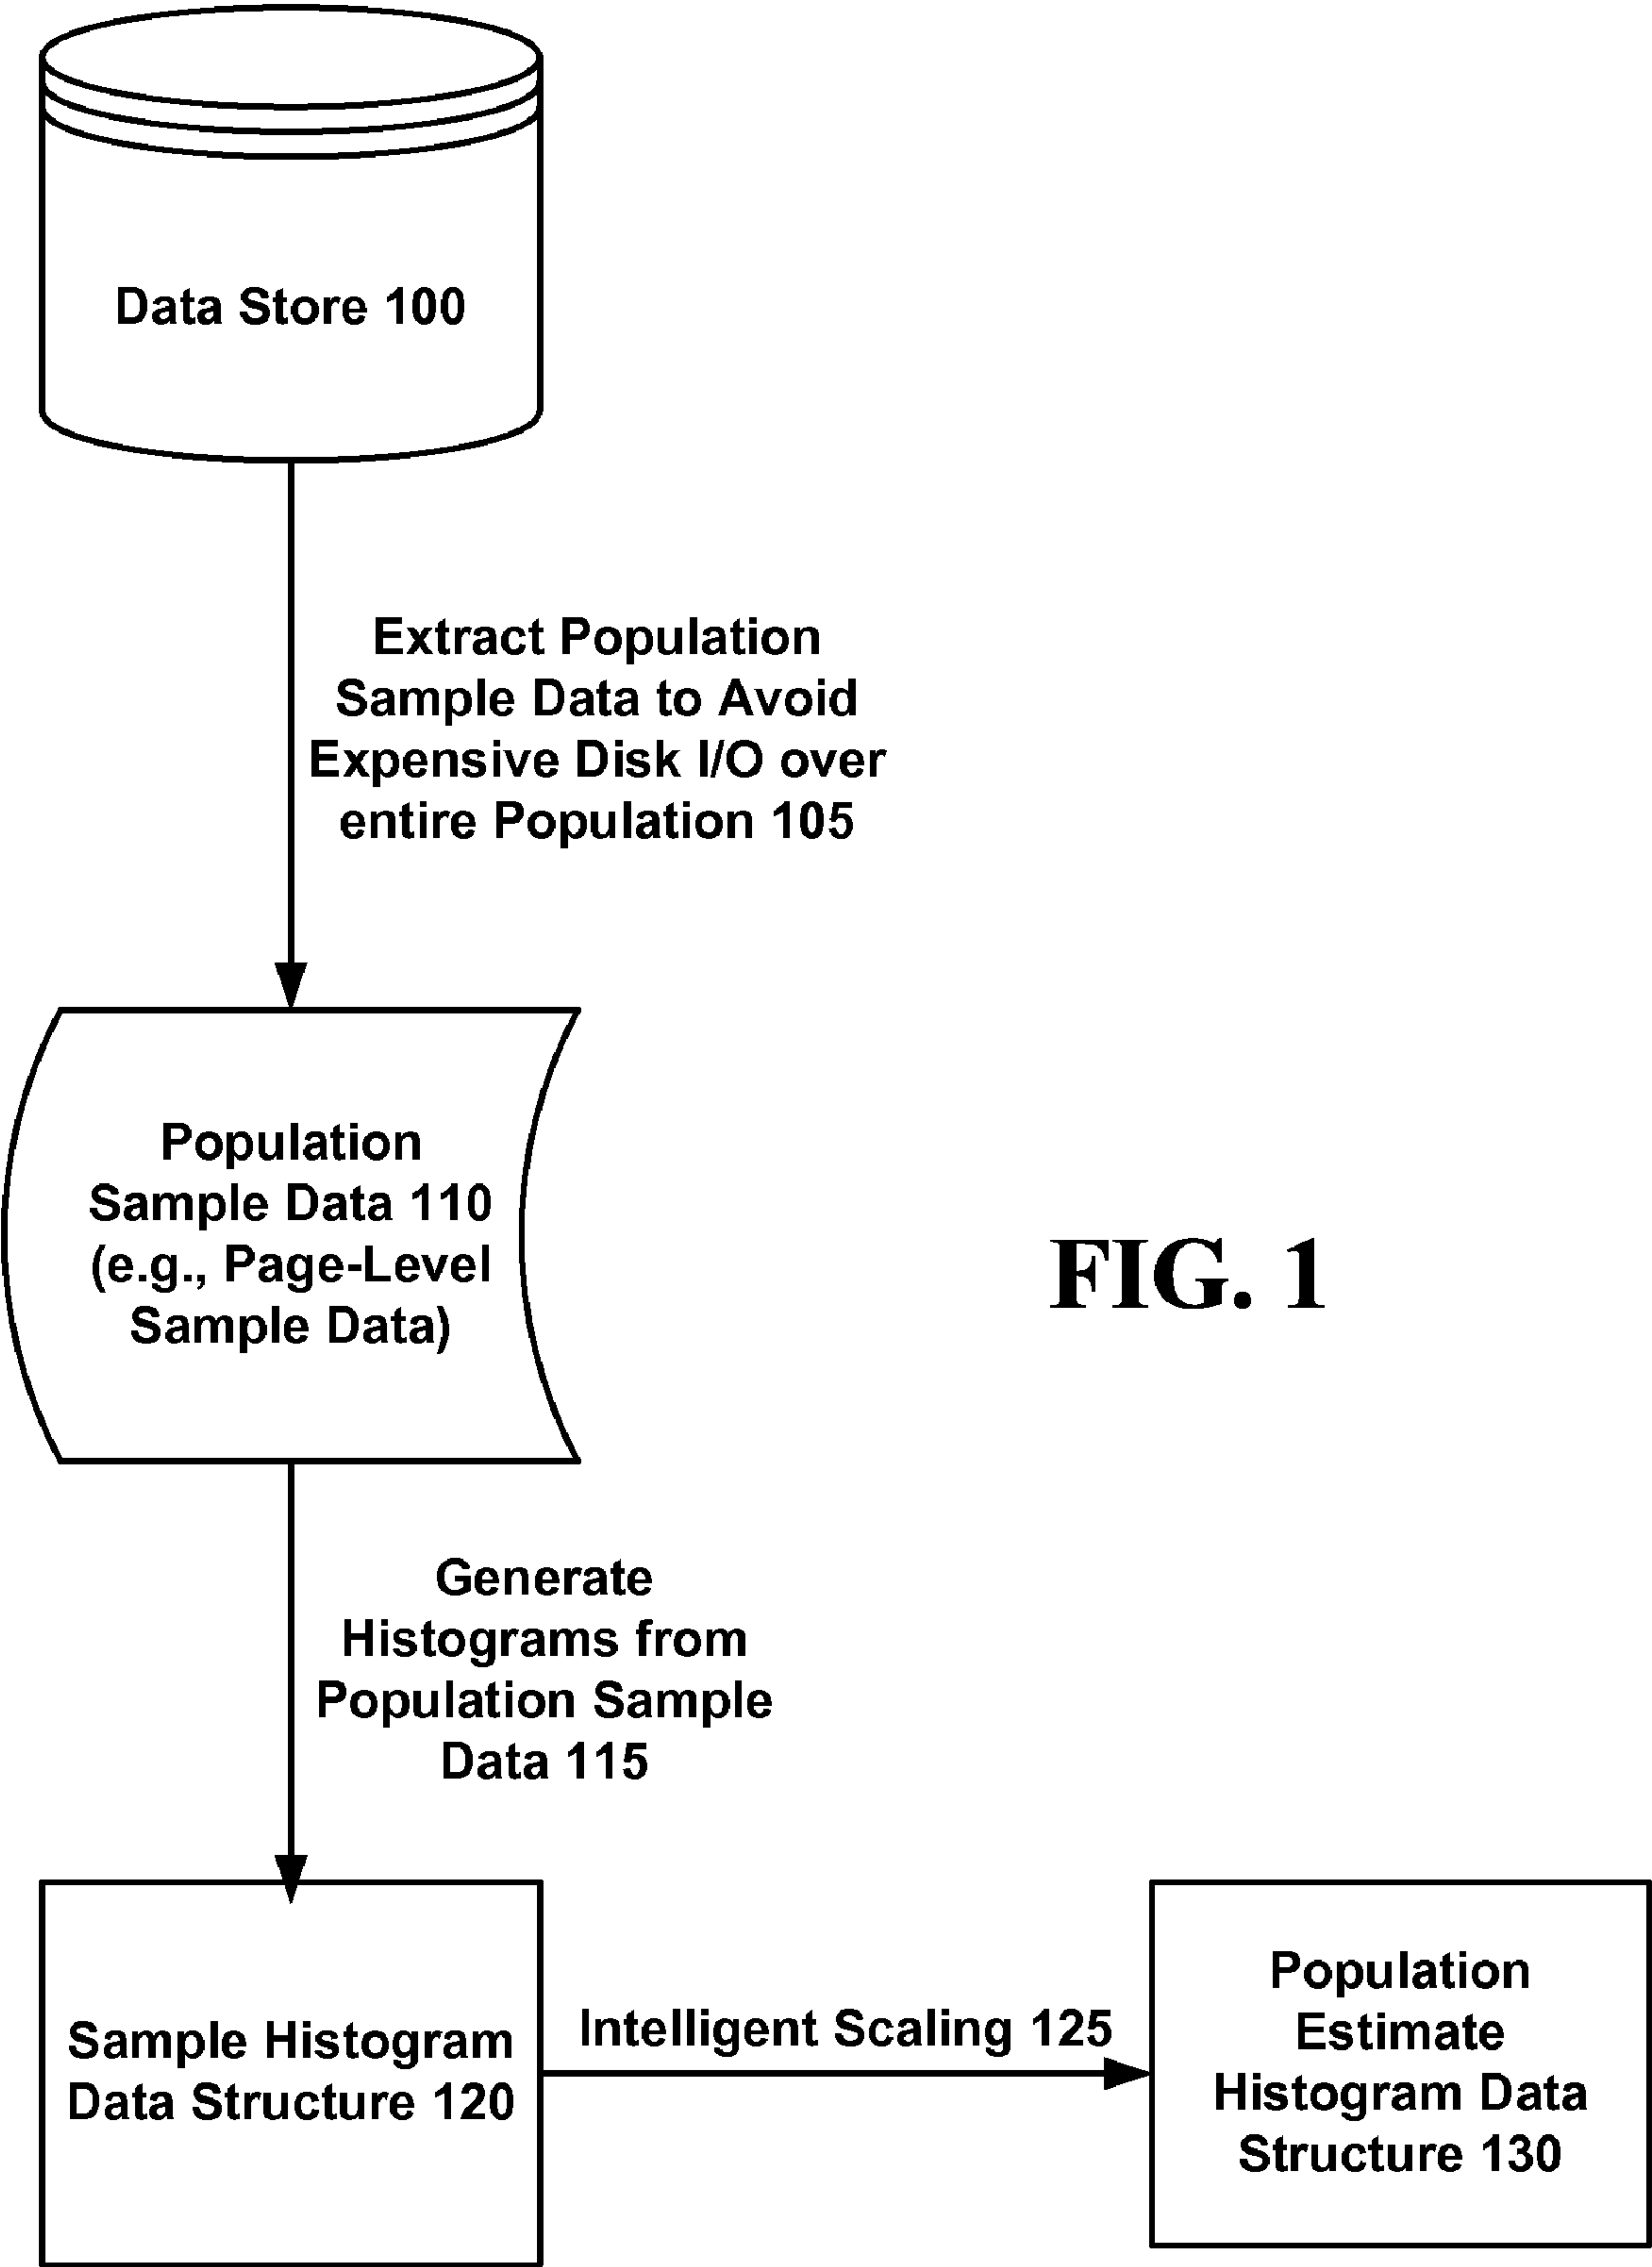 Data Store 100
Extract Population
Sample Data to Avoid
Expensive Disk I/O over
entire Population 105
Population
Sample Data 110
(e.g., Page-Level
Sample Data)
FIG. 1
Generate
Histograms from
Population Sample
Data 115
Sample Histogram
Data Structure 120
Intelligent Scaling 125
Population
Estimate
Histogram Data
Structure 130